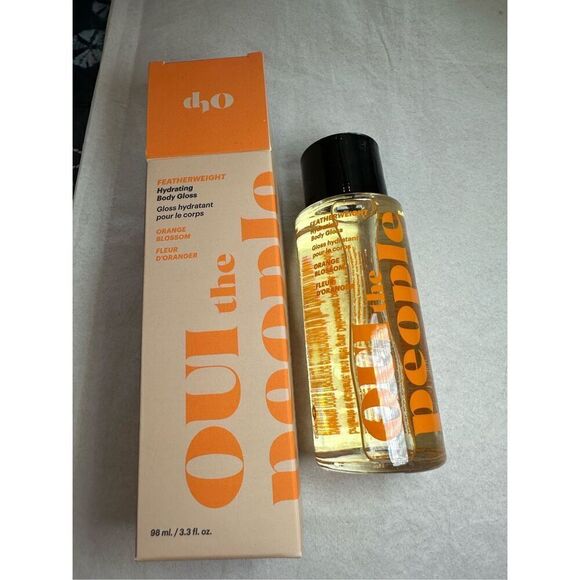 FEATHERWEIGHT
Hydrating
Body Gloss
Gloss hydratant
pour le corps
ORANGE
BLOSSOM
FLEUR
D'ORANGER
OUI the
people
98 ml. / 3.3 fl. oz.
FEATHERWEIGHT
Hydrating
Body Gloss
Gloss hydratant
pour le corps
ORANGE
BLOSSOM
FLEUR
D'ORANGER
OUI the
people